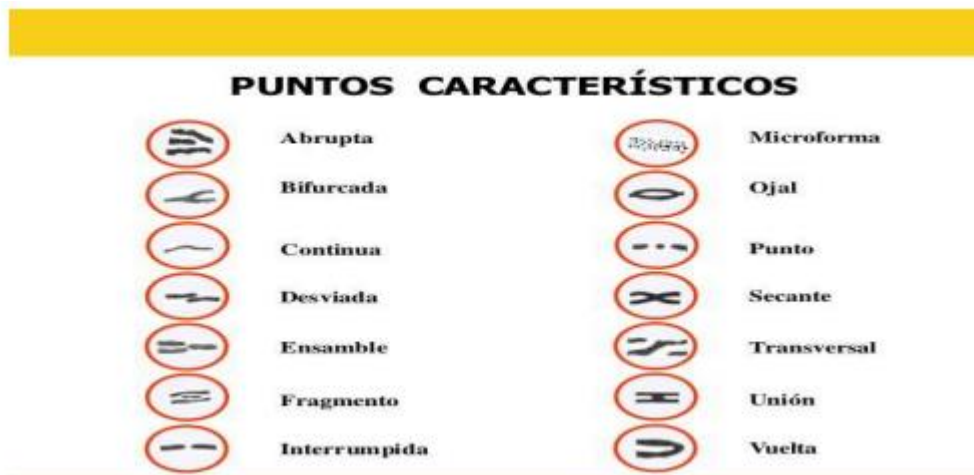 PUNTOS CARACTERÍSTICOS
Abrupta
Bifurcada
Continua
Desviada
Ensamble
Fragmento
Interrumpida
Microforma
Ojal
Punto
Secante
Transversal
Unión
Vuelta